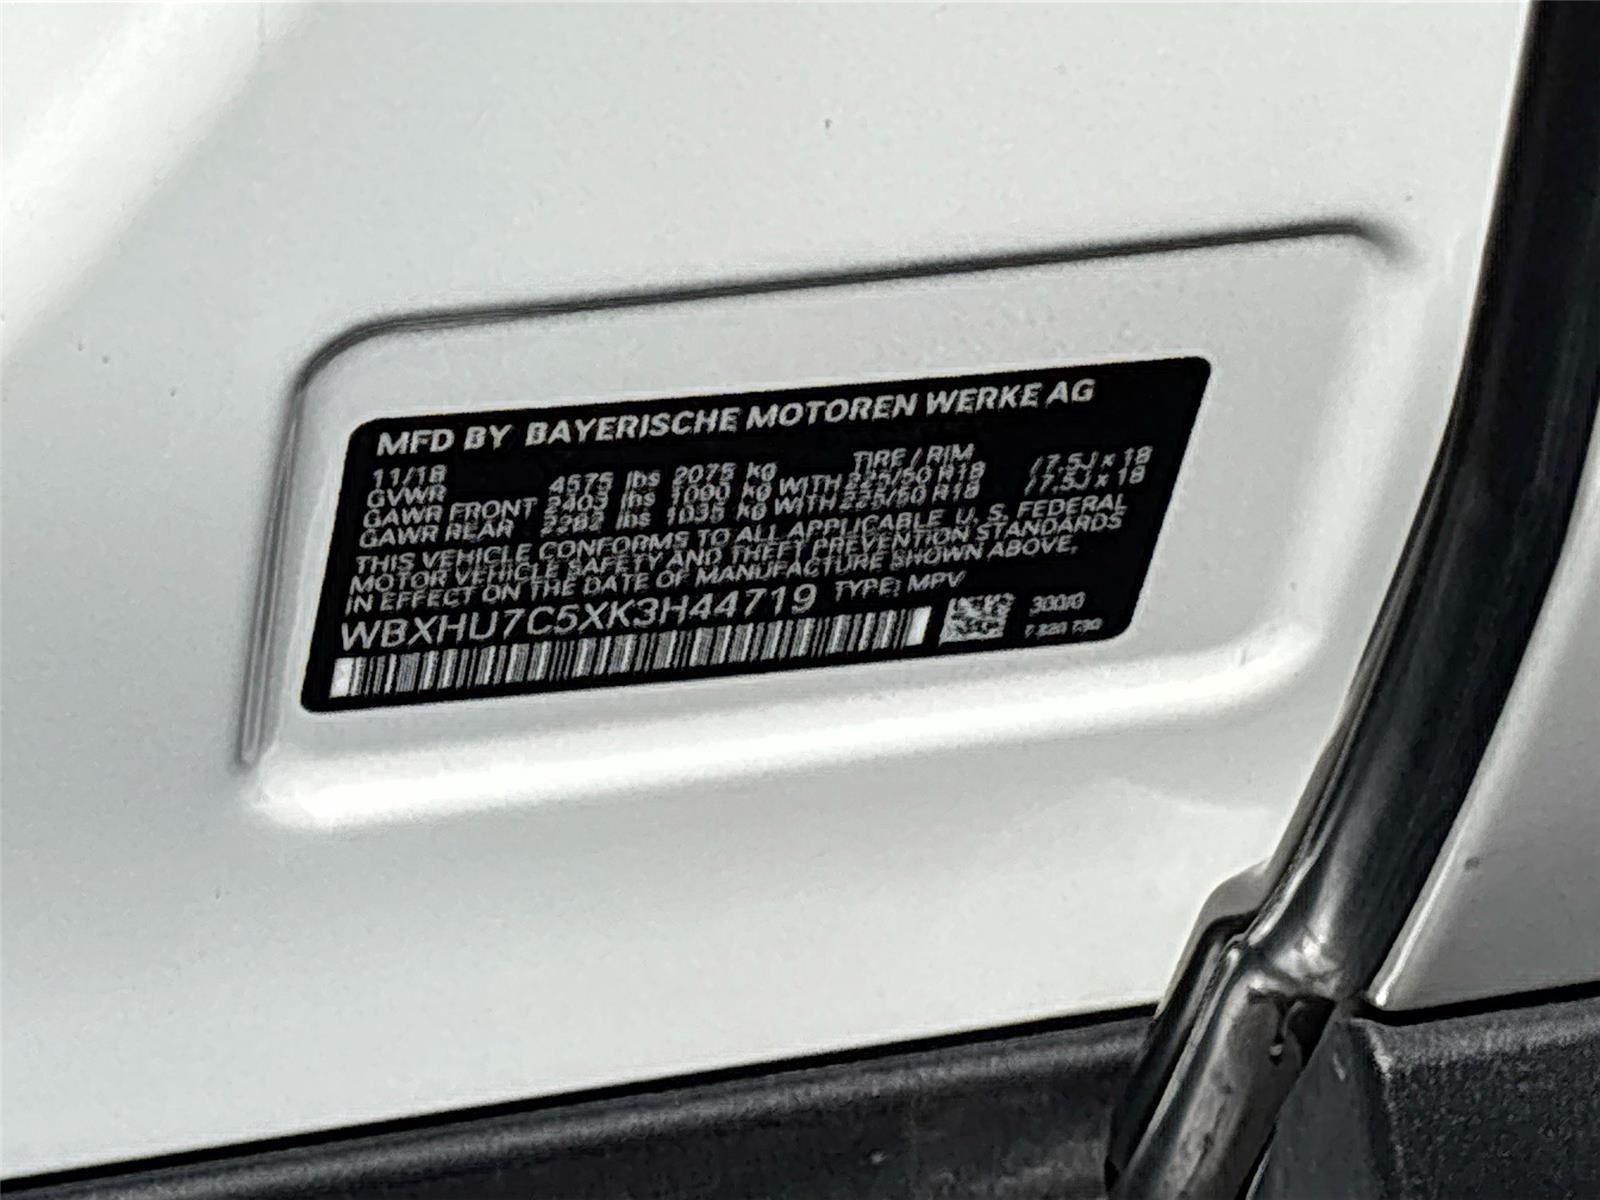 MFD BY BAYERISCHE MOTOREN WERKE AG
11/18 TIRE / RIM
GVWR 4575 lbs 2075 kg
GAWR FRONT 2403 lbs 1090 kg WITH 225/50 R18 / 7.5J x 18
GAWR REAR 2282 lbs 1035 kg WITH 225/50 R18 / 7.5J x 18
THIS VEHICLE CONFORMS TO ALL APPLICABLE U. S. FEDERAL
MOTOR VEHICLE SAFETY AND THEFT PREVENTION STANDARDS
IN EFFECT ON THE DATE OF MANUFACTURE SHOWN ABOVE.
WBXHU7C5XK3H44719 TYPE: MPV
300/0